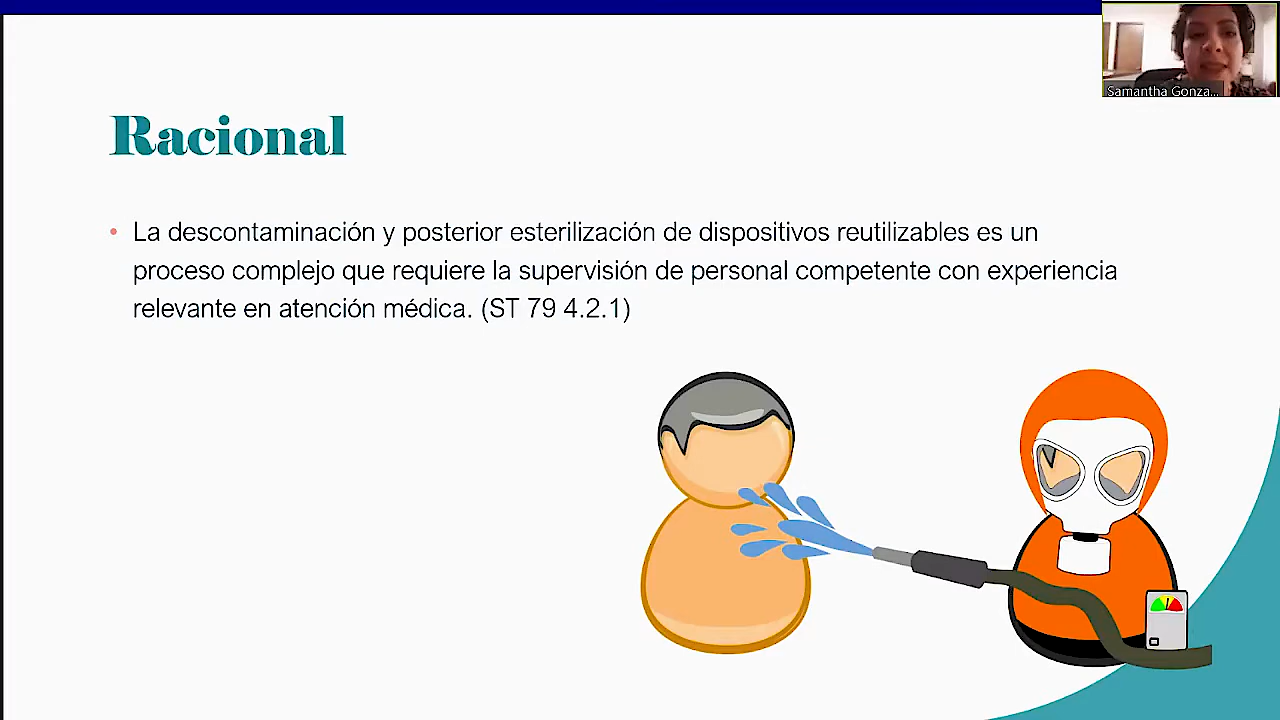 Samantha Gonza...
Racional
• La descontaminación y posterior esterilización de dispositivos reutilizables es un
proceso complejo que requiere la supervisión de personal competente con experiencia
relevante en atención médica. (ST 79 4.2.1)